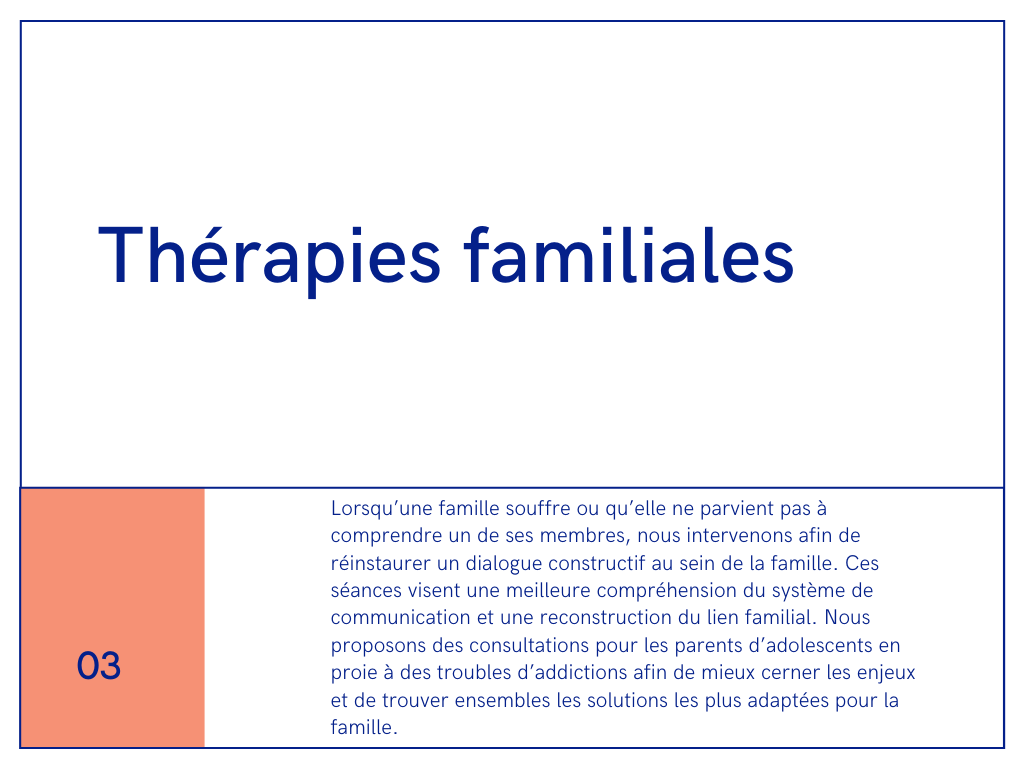 Thérapies familiales
Lorsqu’une famille souffre ou qu’elle ne parvient pas à
comprendre un de ses membres, nous intervenons afin de
réinstaurer un dialogue constructif au sein de la famille. Ces
séances visent une meilleure compréhension du système de
communication et une reconstruction du lien familial. Nous
proposons des consultations pour les parents d’adolescents en
proie à des troubles d’addictions afin de mieux cerner les enjeux
et de trouver ensembles les solutions les plus adaptées pour la
famille.
03